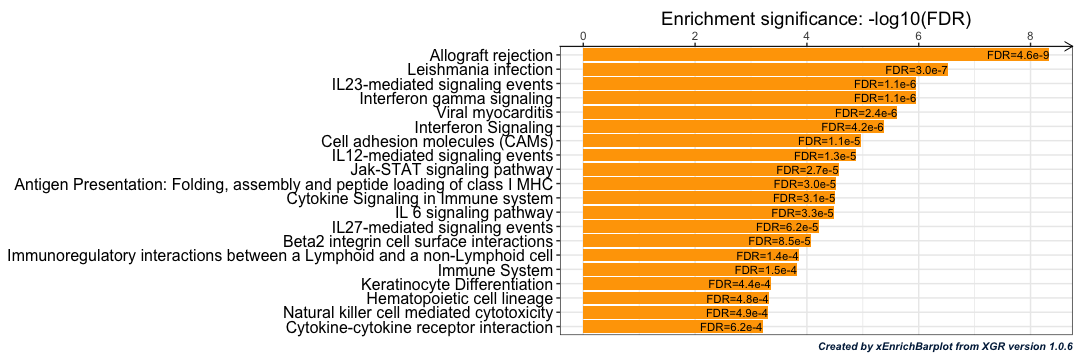 Enrichment significance: -log10(FDR)
0 2 4 6 8
Allograft rejection FDR=4.6e-9
Leishmania infection FDR=3.0e-7
IL23-mediated signaling events FDR=1.1e-6
Interferon gamma signaling FDR=1.1e-6
Viral myocarditis FDR=2.4e-6
Interferon Signaling FDR=4.2e-6
Cell adhesion molecules (CAMs) FDR=1.1e-5
IL12-mediated signaling events FDR=1.3e-5
Jak-STAT signaling pathway FDR=2.7e-5
Antigen Presentation: Folding, assembly and peptide loading of class I MHC FDR=3.0e-5
Cytokine Signaling in Immune system FDR=3.1e-5
IL 6 signaling pathway FDR=3.3e-5
IL27-mediated signaling events FDR=6.2e-5
Beta2 integrin cell surface interactions FDR=8.5e-5
Immunoregulatory interactions between a Lymphoid and a non-Lymphoid cell FDR=1.4e-4
Immune System FDR=1.5e-4
Keratinocyte Differentiation FDR=4.4e-4
Hematopoietic cell lineage FDR=4.8e-4
Natural killer cell mediated cytotoxicity FDR=4.9e-4
Cytokine-cytokine receptor interaction FDR=6.2e-4
Created by xEnrichBarplot from XGR version 1.0.6